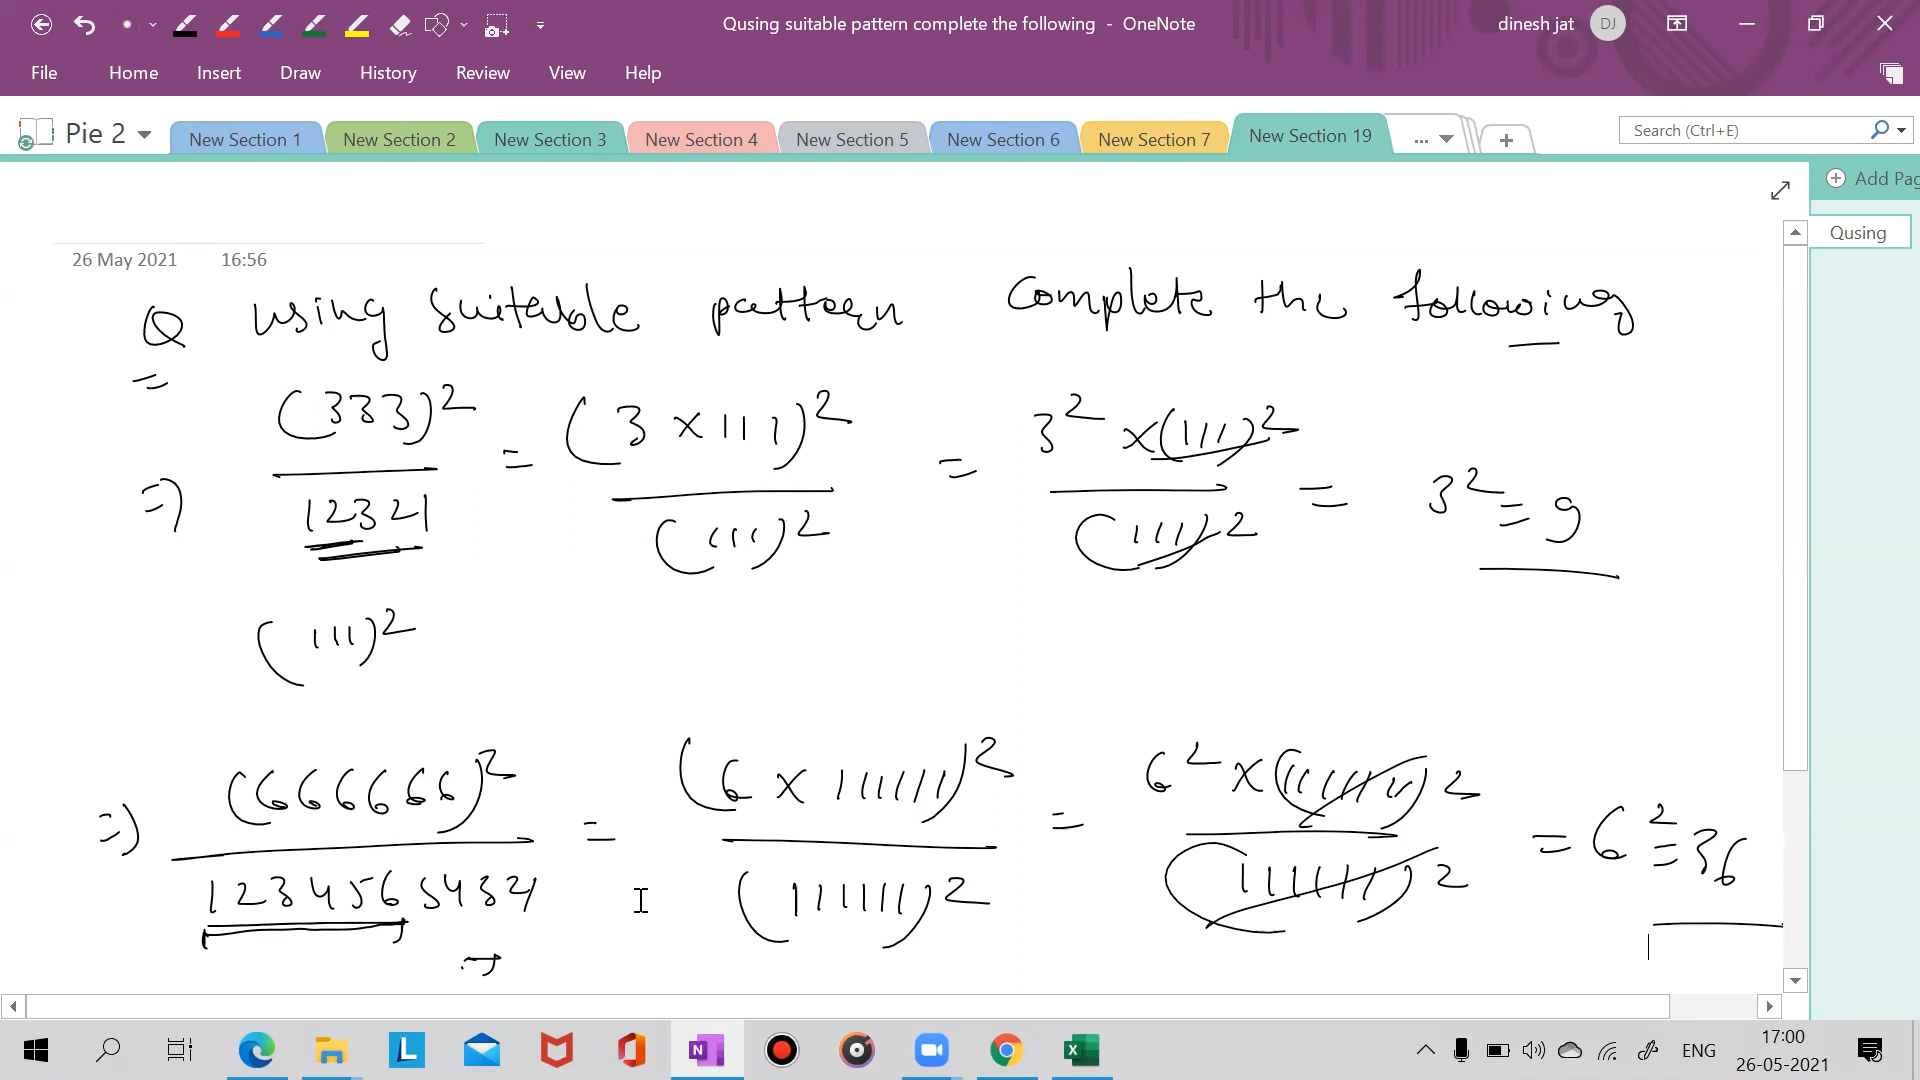 Qusing suitable pattern complete the following - OneNote
dinesh jat DJ
File Home Insert Draw History Review View Help
Pie 2 New Section 1 New Section 2 New Section 3 New Section 4 New Section 5 New Section 6 New Section 7 New Section 19 ... + Search (Ctrl+E)
Add Pag
Qusing
26 May 2021 16:56
Q using suitable pattern complete the following
=> (333)² / 12321 = (3 × 111)² / (111)² = 3² × (111)² / (111)² = 3² = 9
(111)²
=> (666666)² / 12345654321 = (6 × 111111)² / (111111)² = 6² × (111111)² / (111111)² = 6² = 36
L N X
ENG
17:00
26-05-2021